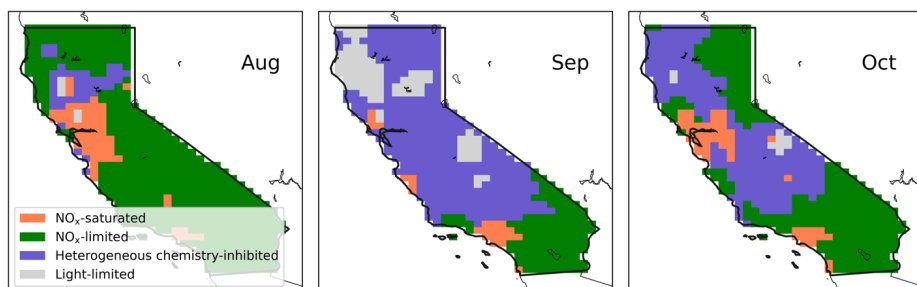 Aug
Sep
Oct
NOx-saturated
NOx-limited
Heterogeneous chemistry-inhibited
Light-limited